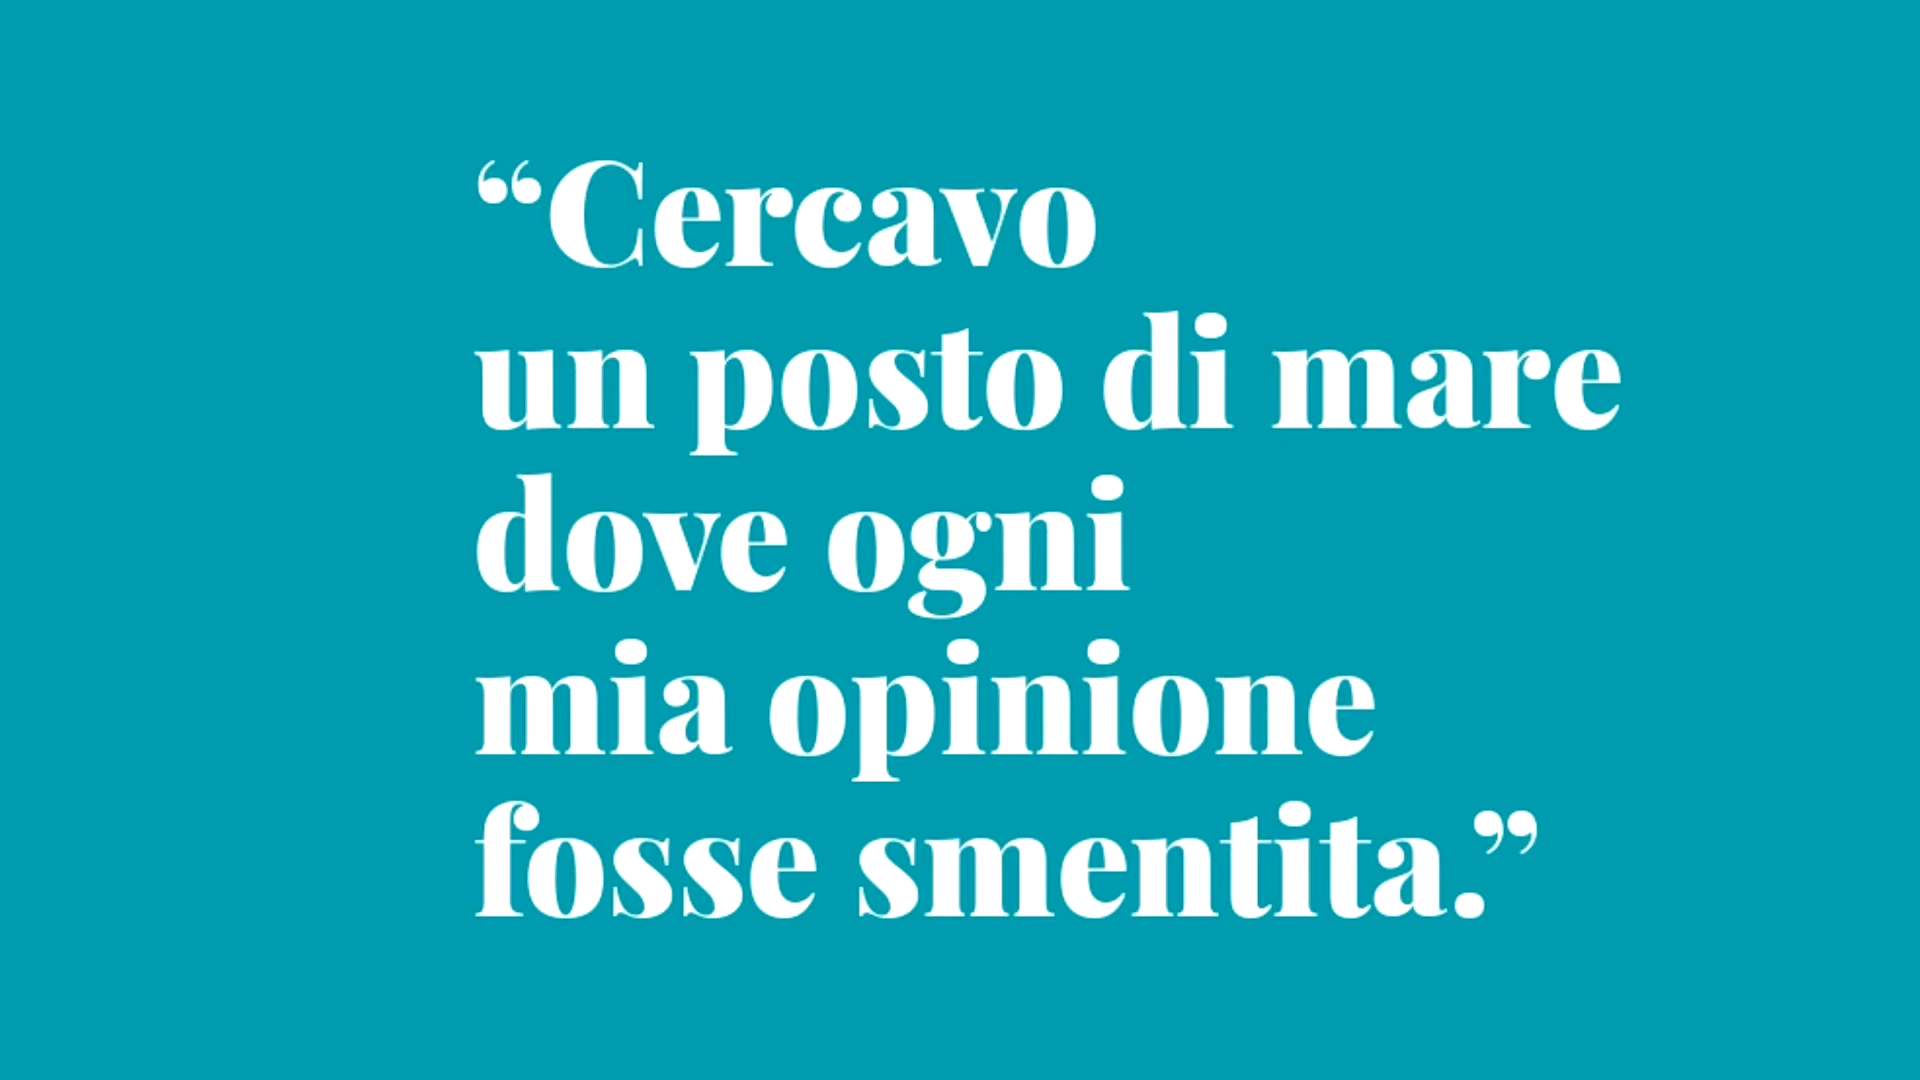 “Cercavo
un posto di mare
dove ogni
mia opinione
fosse smentita.”